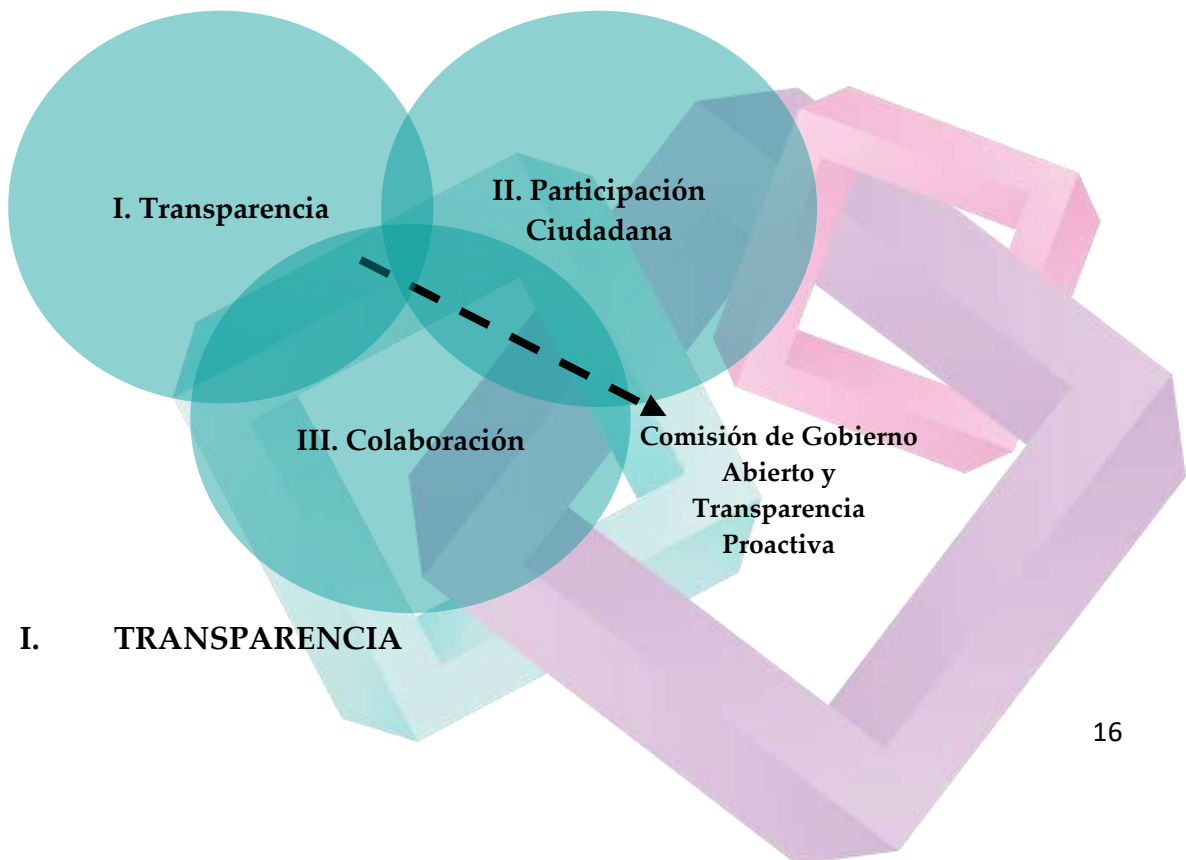 I. Transparencia
II. Participación
Ciudadana
III. Colaboración
Comisión de Gobierno
Abierto y
Transparencia
Proactiva
I. TRANSPARENCIA
16